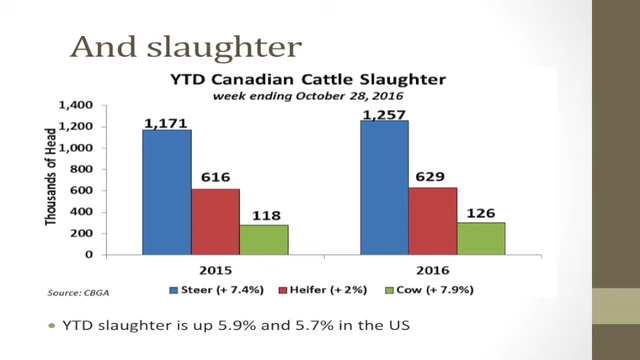 And slaughter
YTD Canadian Cattle Slaughter
week ending October 28, 2016
Thousands of Head
1,400
1,200
1,000
800
600
400
200
0
1,171
616
118
1,257
629
126
2015
2016
Source: CBGA
Steer (+ 7.4%) Heifer (+ 2%) Cow (+ 7.9%)
• YTD slaughter is up 5.9% and 5.7% in the US